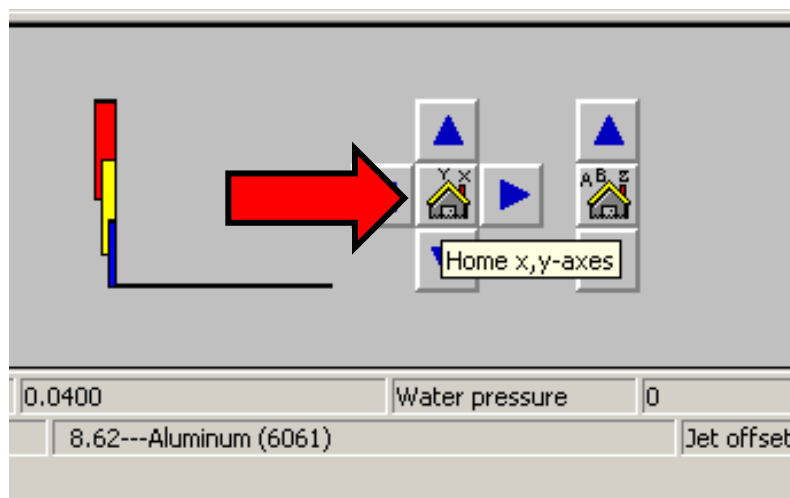 Y X
A B, Z
Home x,y-axes
0.0400 Water pressure 0
8.62---Aluminum (6061) Jet offset